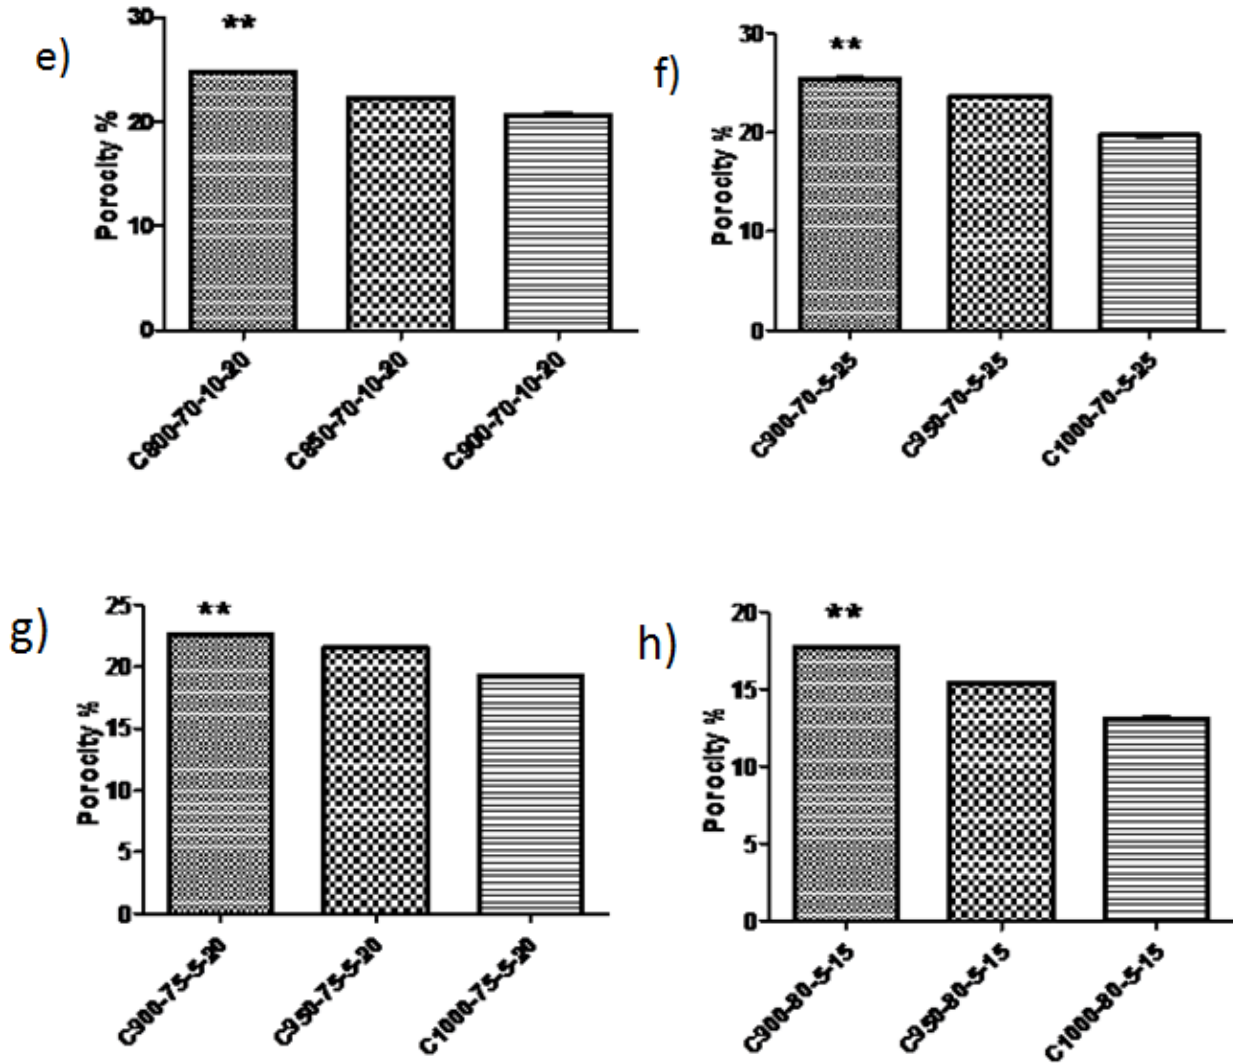 e)
**
30
20
10
0
Porocity %
C800-70-10-20
C850-70-10-20
C900-70-10-20
f)
**
30
20
10
0
Porocity %
C900-70-5-25
C950-70-5-25
C1000-70-5-25
g)
**
25
20
15
10
5
0
Porocity %
C900-75-5-20
C950-75-5-20
C1000-75-5-20
h)
**
20
15
10
5
0
Porocity %
C900-80-5-15
C950-80-5-15
C1000-80-5-15